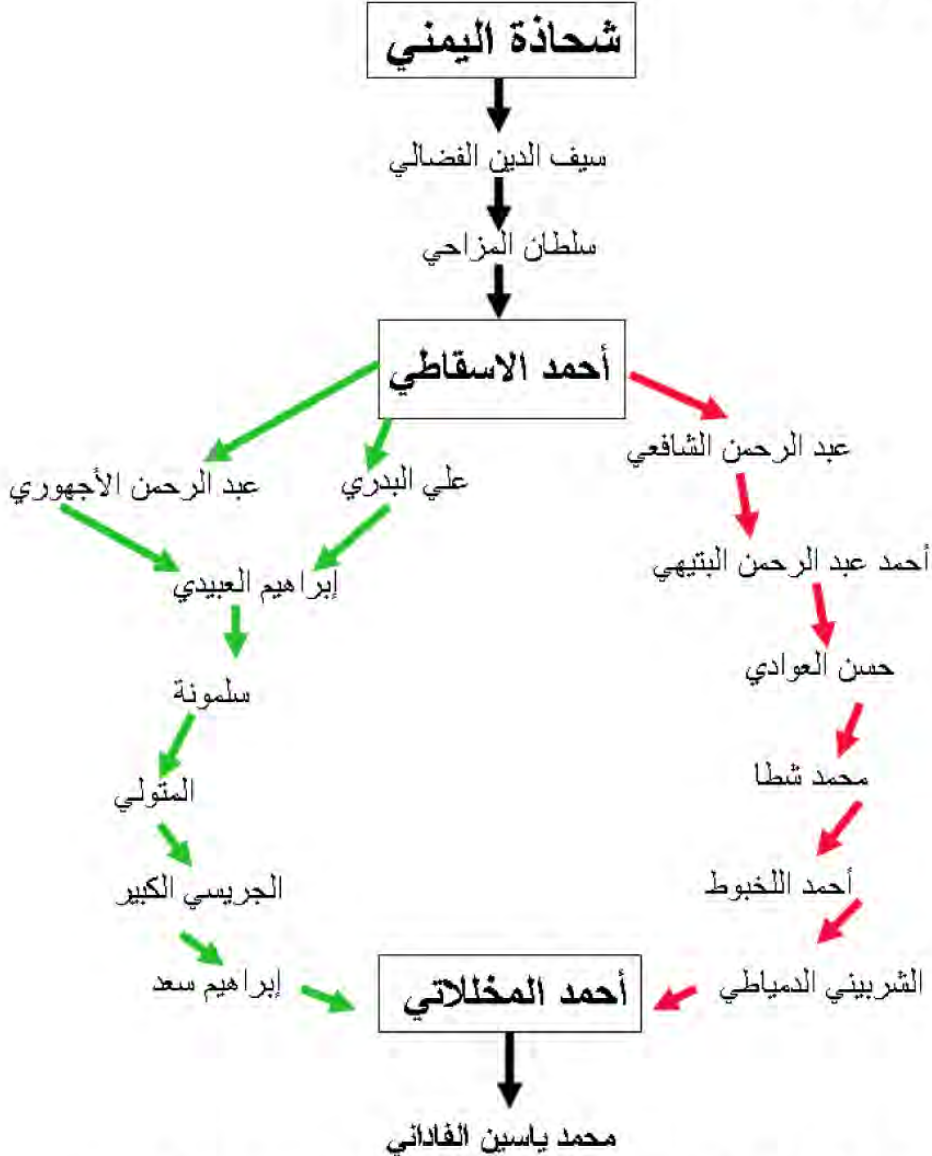 شحاذة اليمني
سيف الدين الفضالي
سلطان المزاحي
أحمد الاسقاطي
عبد الرحمن الشافعي
علي البدري
عبد الرحمن الأجهوري
أحمد عبد الرحمن البتيهي
إبراهيم العبيدي
حسن العوادي
سلمونة
محمد شطا
المتولي
أحمد اللخبوط
الجريسي الكبير
الشربيني الدمياطي
إبراهيم سعد
أحمد المخللاتي
محمد ياسين الفاداني